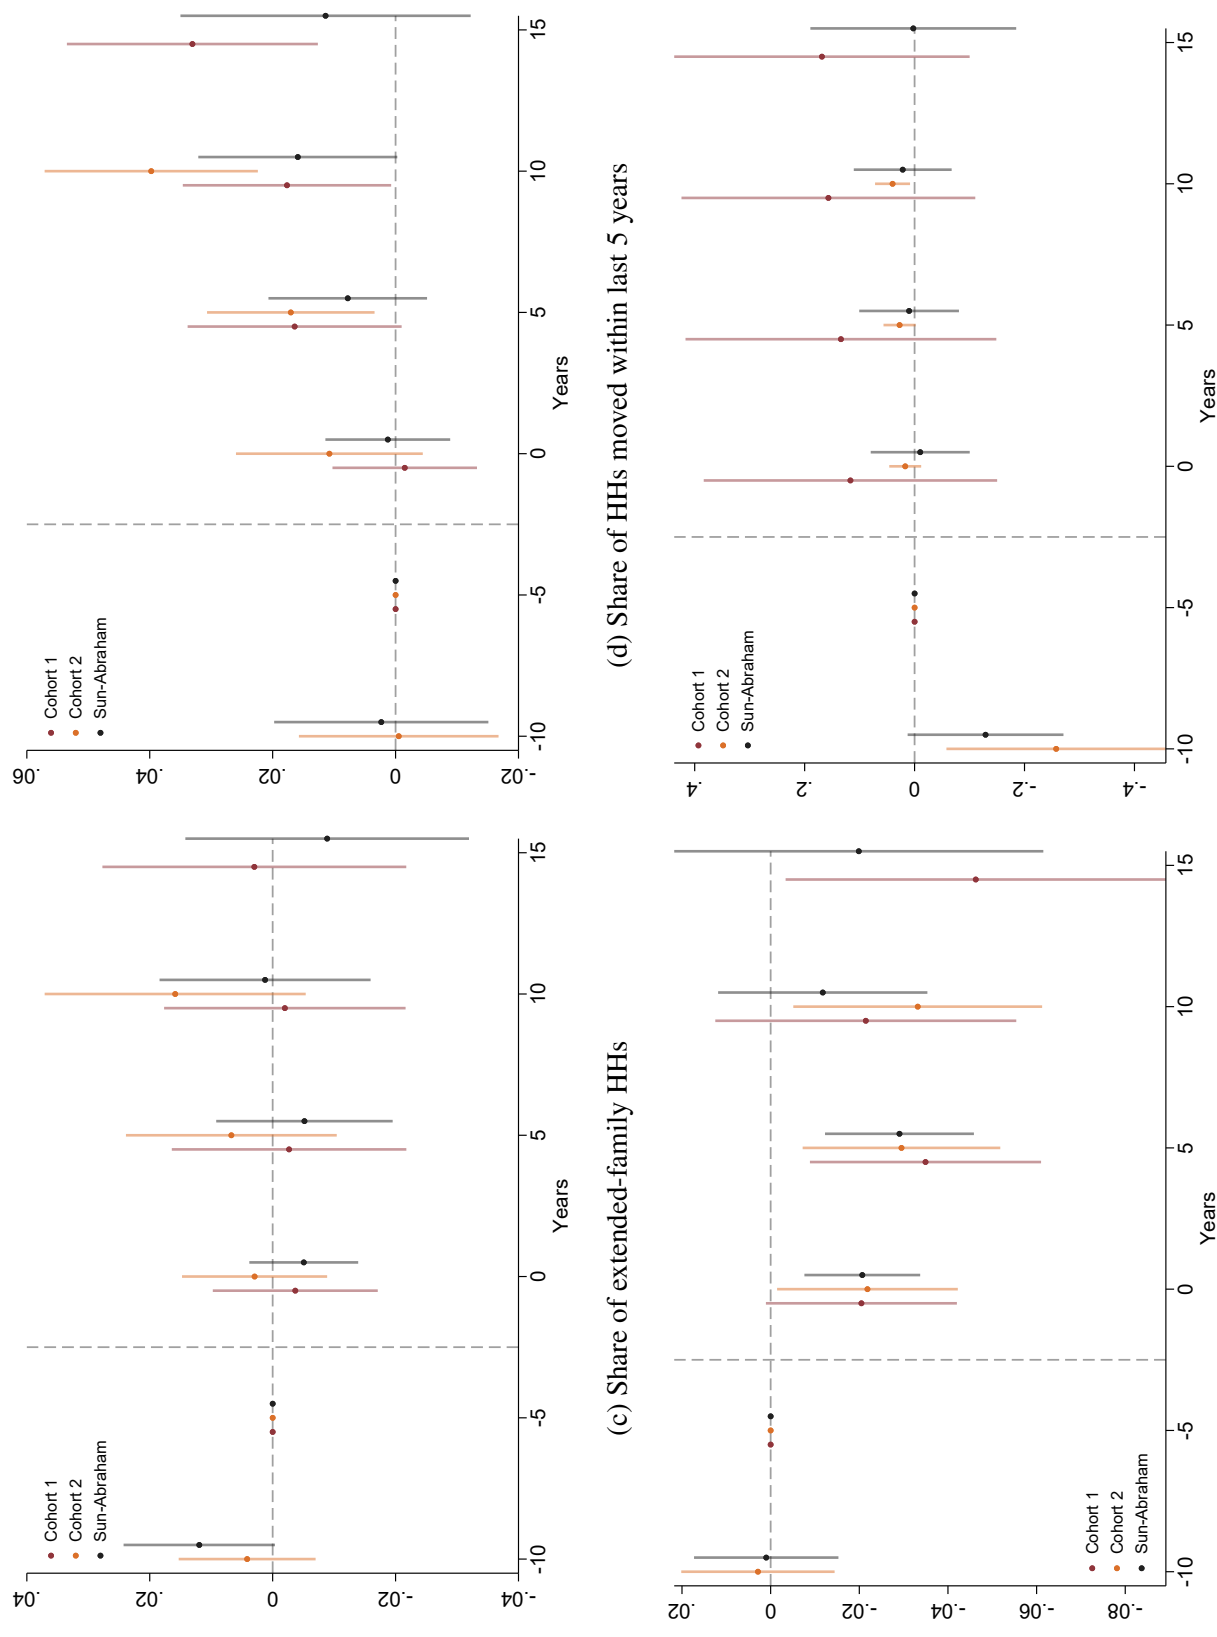 .04
.02
0
-.02
-.04
Cohort 1
Cohort 2
Sun-Abraham
-10
-5
0
5
10
15
Years
.06
.04
.02
0
-.02
Cohort 1
Cohort 2
Sun-Abraham
-10
-5
0
5
10
15
Years
(c) Share of extended-family HHs
(d) Share of HHs moved within last 5 years
.02
0
-.02
-.04
-.06
-.08
Cohort 1
Cohort 2
Sun-Abraham
-10
-5
0
5
10
15
Years
.4
.2
0
-.2
-.4
Cohort 1
Cohort 2
Sun-Abraham
-10
-5
0
5
10
15
Years